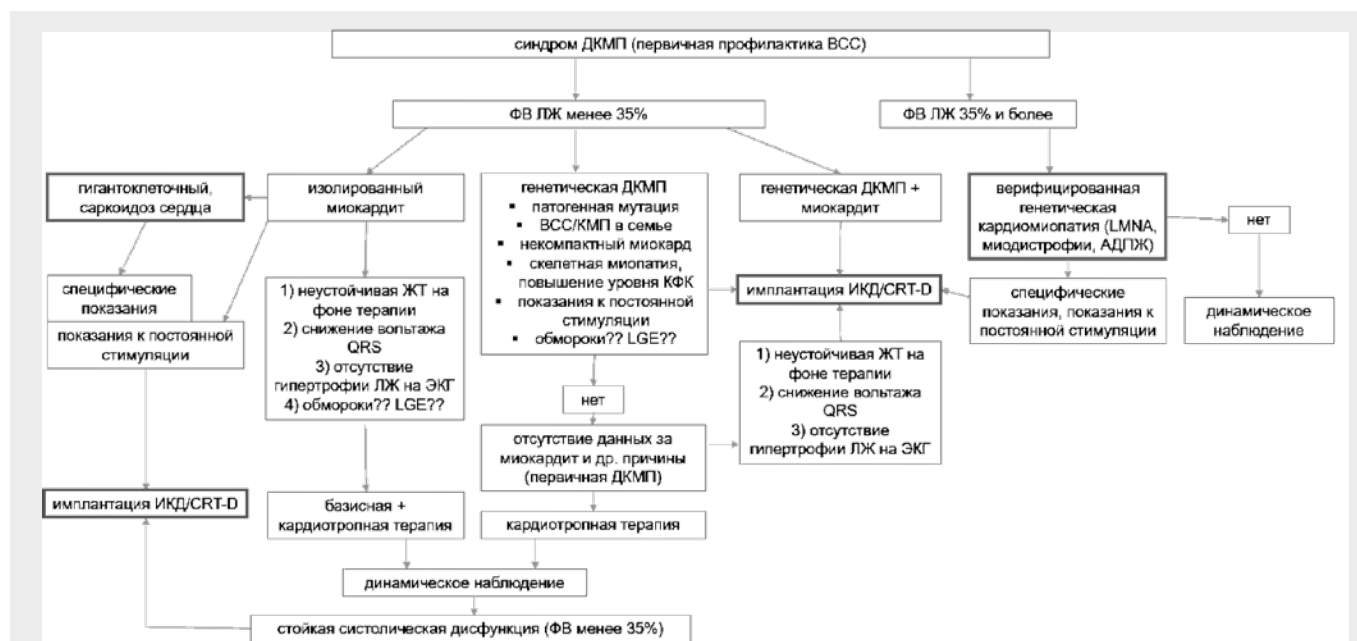 синдром ДКМП (первичная профилактика ВСС)
ФВ ЛЖ менее 35%
ФВ ЛЖ 35% и более
гигантоклеточный,
саркоидоз сердца
изолированный
миокардит
генетическая ДКМП
▪ патогенная мутация
▪ ВСС/КМП в семье
▪ некомпактный миокард
▪ скелетная миопатия,
повышение уровня КФК
▪ показания к постоянной
стимуляции
▪ обмороки?? LGE??
генетическая ДКМП +
миокардит
верифицированная
генетическая
кардиомиопатия (LMNA,
миодистрофии, АДПЖ)
нет
специфические
показания
показания к постоянной
стимуляции
1) неустойчивая ЖТ на
фоне терапии
2) снижение вольтажа
QRS
3) отсутствие
гипертрофии ЛЖ на ЭКГ
4) обмороки?? LGE??
имплантация ИКД/CRT-D
специфические
показания, показания к
постоянной стимуляции
динамическое
наблюдение
1) неустойчивая ЖТ на
фоне терапии
2) снижение вольтажа
QRS
3) отсутствие
гипертрофии ЛЖ на ЭКГ
нет
отсутствие данных за
миокардит и др. причины
(первичная ДКМП)
имплантация ИКД/CRT-D
базисная +
кардиотропная терапия
кардиотропная терапия
динамическое наблюдение
стойкая систолическая дисфункция (ФВ менее 35%)